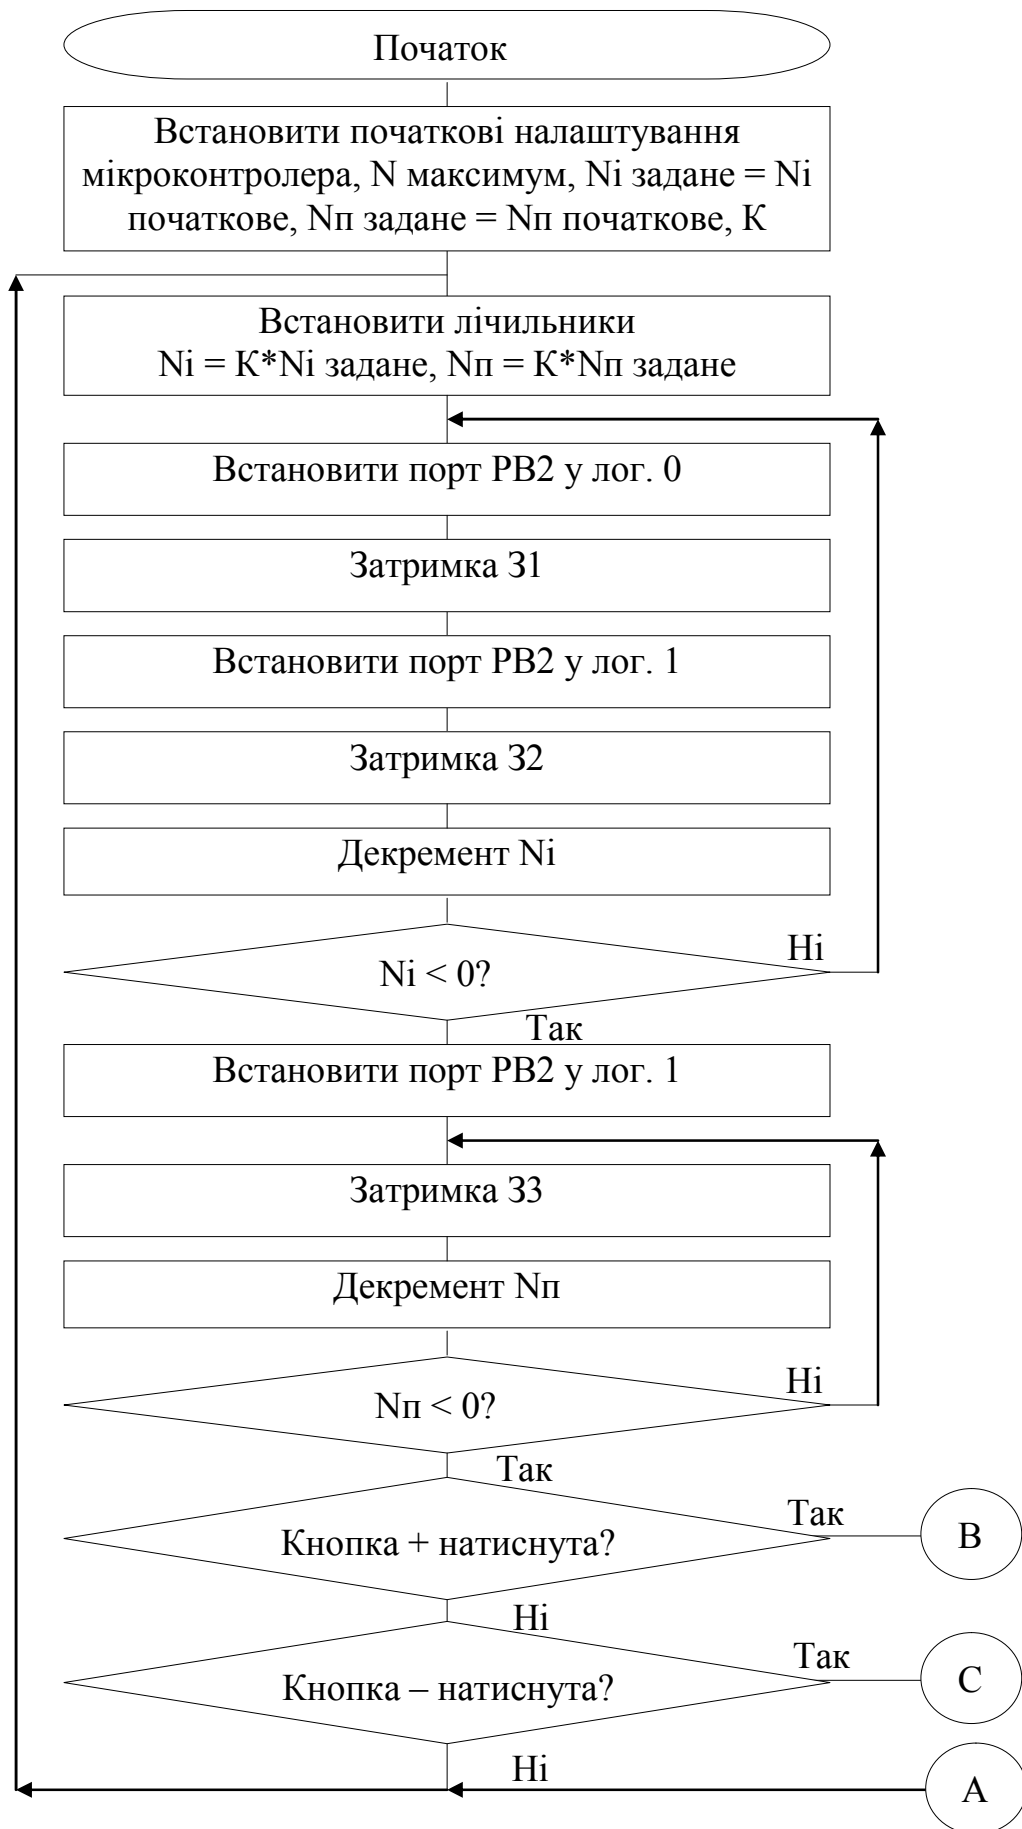 Початок
Встановити початкові налаштування
мікроконтролера, N максимум, Ni задане = Ni
початкове, Nп задане = Nп початкове, К
Встановити лічильники
Ni = К*Ni задане, Nп = К*Nп задане
Встановити порт РВ2 у лог. 0
Затримка З1
Встановити порт РВ2 у лог. 1
Затримка З2
Декремент Ni
Ni < 0?
Ні
Так
Встановити порт РВ2 у лог. 1
Затримка З3
Декремент Nп
Nп < 0?
Ні
Так
Кнопка + натиснута?
Так
В
Ні
Кнопка – натиснута?
Так
С
Ні
А